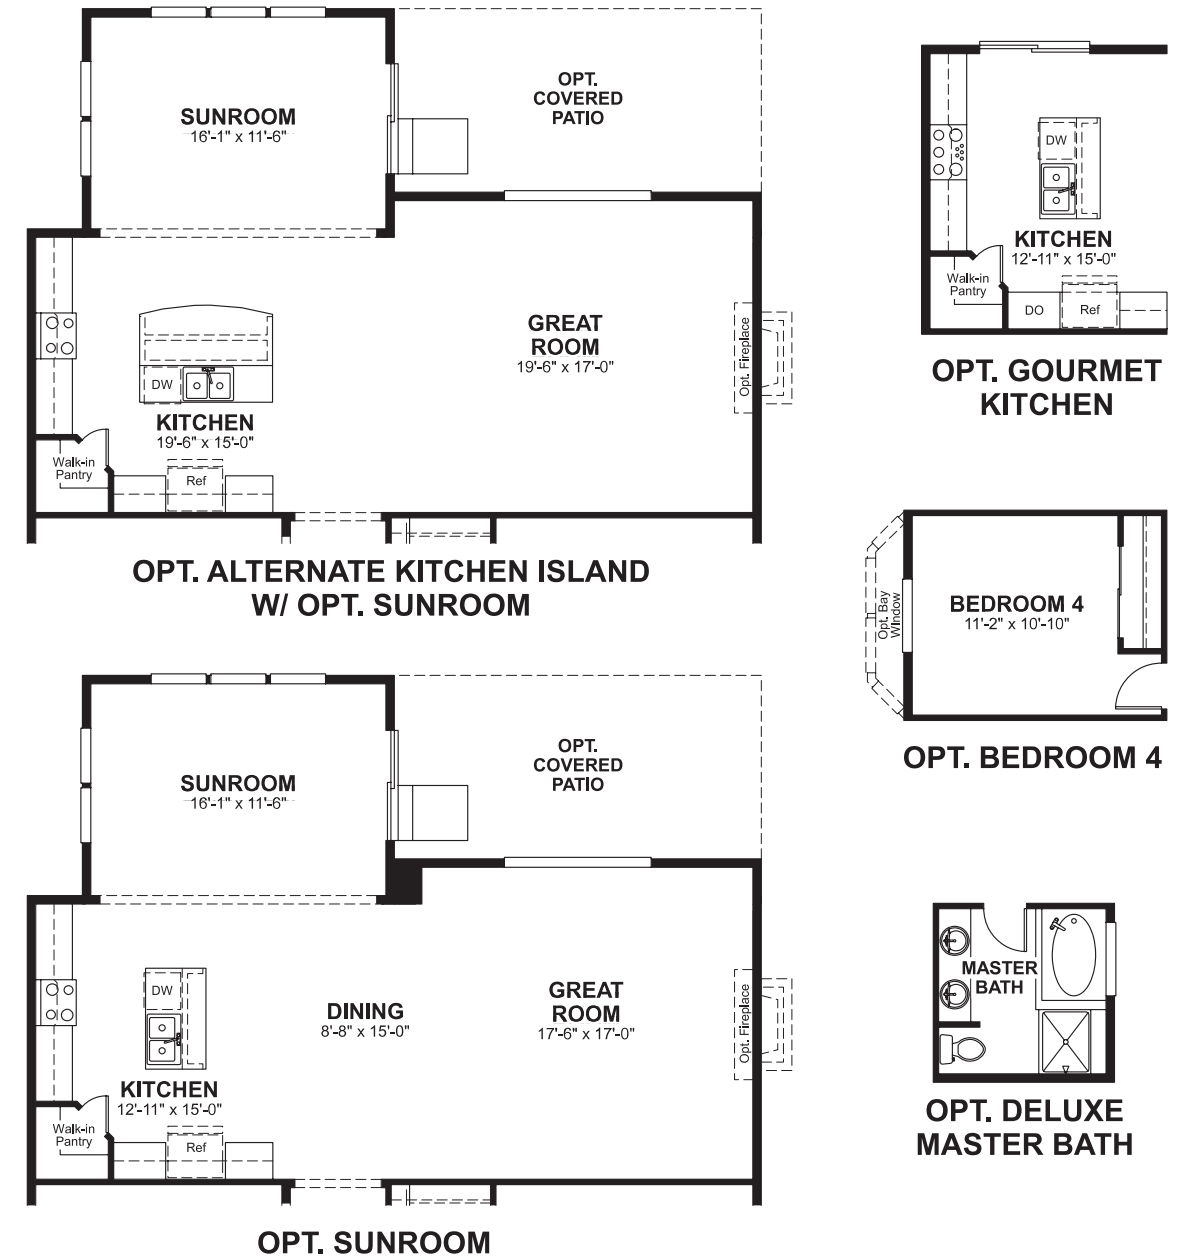 SUNROOM
16'-1" x 11'-6"
OPT.
COVERED
PATIO
GREAT
ROOM
19'-6" x 17'-0"
Opt. Fireplace
DW
KITCHEN
19'-6" x 15'-0"
Walk-in
Pantry
Ref
OPT. ALTERNATE KITCHEN ISLAND
W/ OPT. SUNROOM
DW
KITCHEN
12'-11" x 15'-0"
Walk-in
Pantry
DO
Ref
OPT. GOURMET
KITCHEN
Opt. Bay
WIndow
BEDROOM 4
11'-2" x 10'-10"
OPT. BEDROOM 4
SUNROOM
16'-1" x 11'-6"
OPT.
COVERED
PATIO
DW
DINING
8'-8" x 15'-0"
GREAT
ROOM
17'-6" x 17'-0"
Opt. Fireplace
KITCHEN
12'-11" x 15'-0"
Walk-in
Pantry
Ref
OPT. SUNROOM
MASTER
BATH
OPT. DELUXE
MASTER BATH